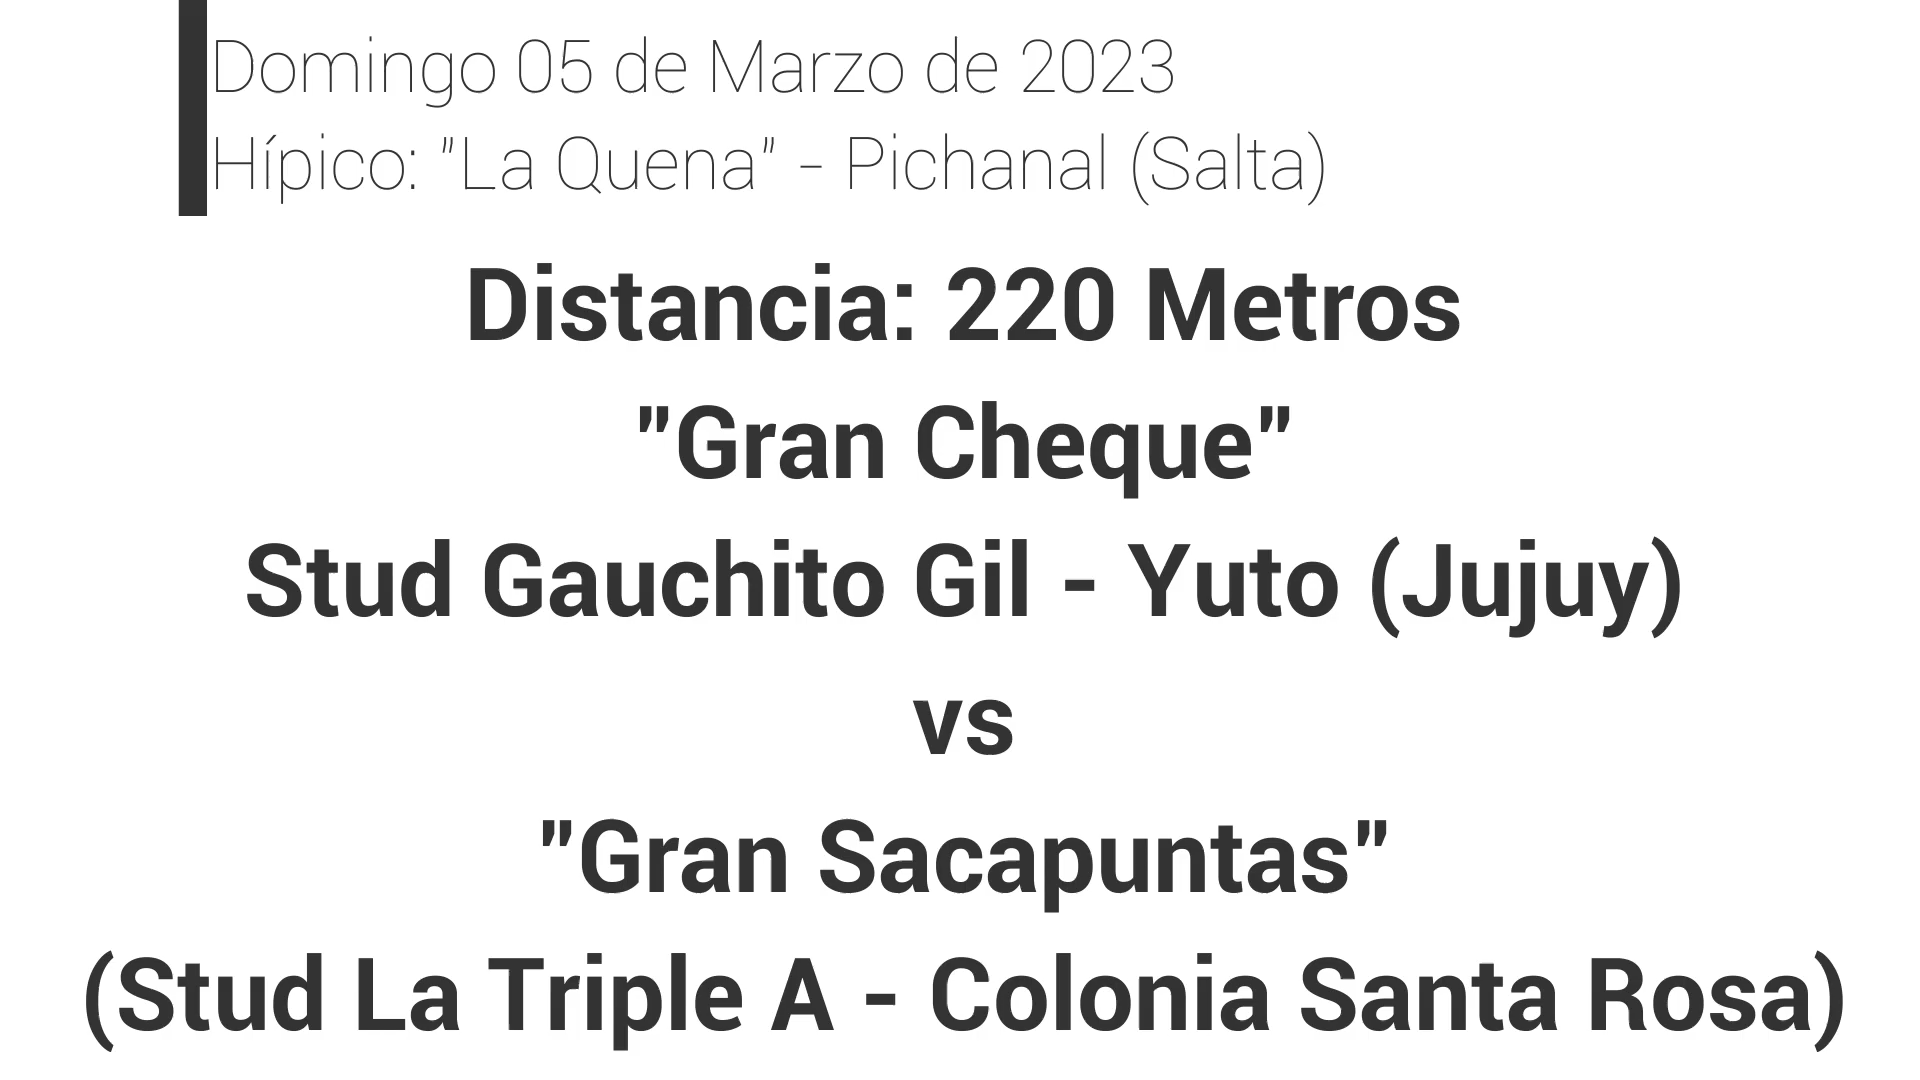 Domingo 05 de Marzo de 2023
Hípico: "La Quena" - Pichanal (Salta)
Distancia: 220 Metros
"Gran Cheque"
Stud Gauchito Gil - Yuto (Jujuy)
vs
"Gran Sacapuntas"
(Stud La Triple A - Colonia Santa Rosa)